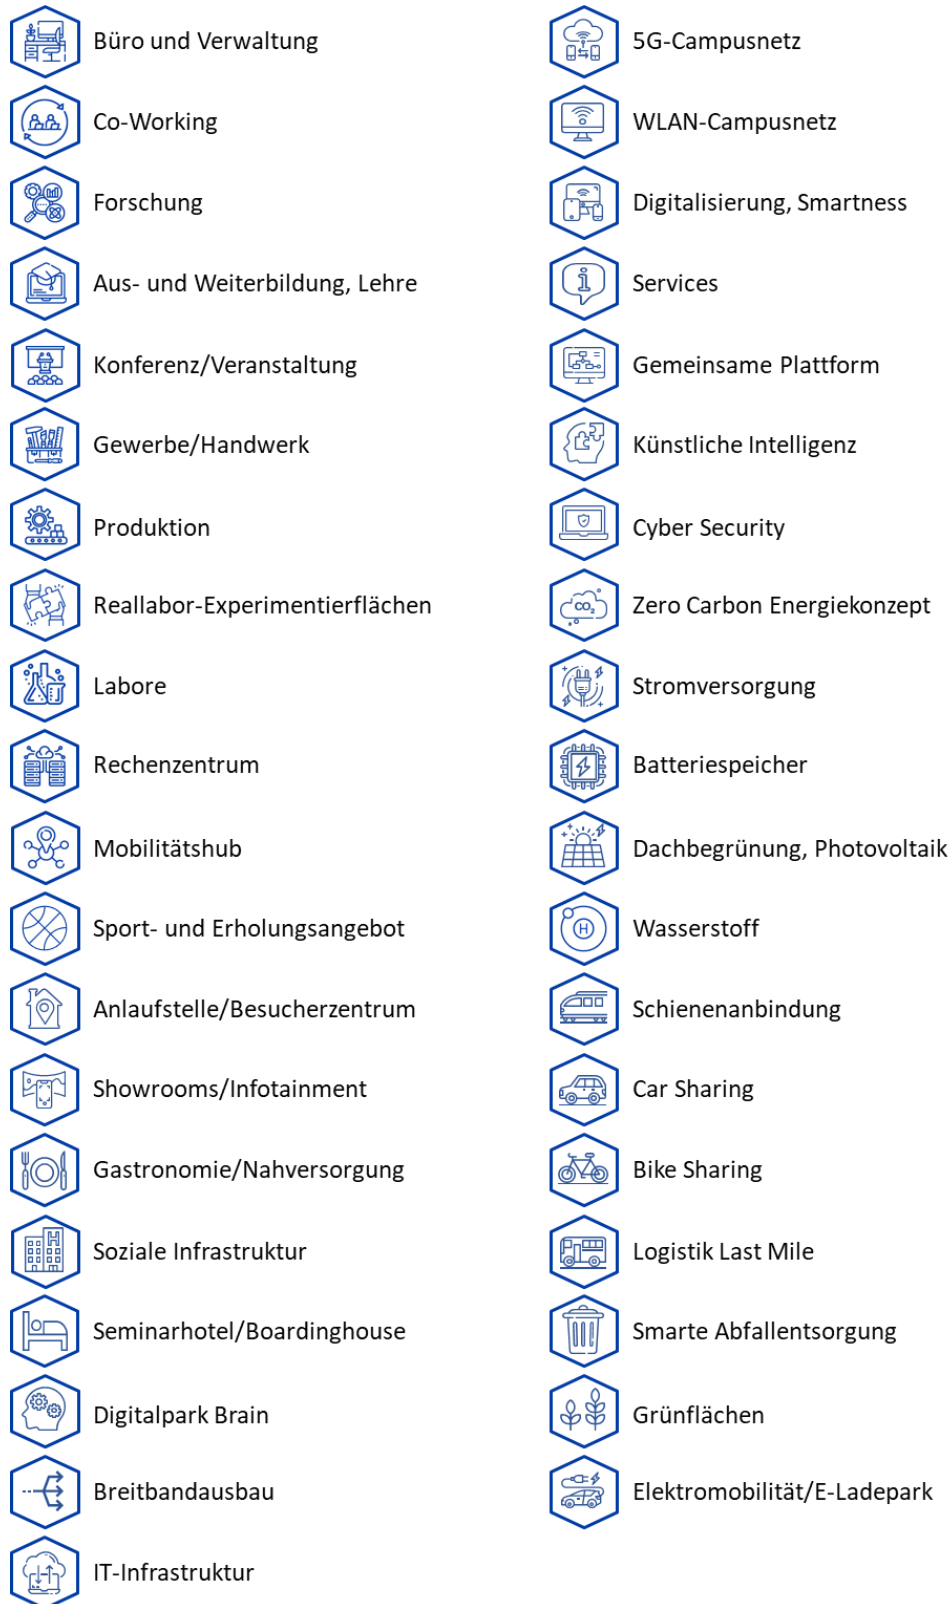 Büro und Verwaltung
Co-Working
Forschung
Aus- und Weiterbildung, Lehre
Konferenz/Veranstaltung
Gewerbe/Handwerk
Produktion
Reallabor-Experimentierflächen
Labore
Rechenzentrum
Mobilitätshub
Sport- und Erholungsangebot
Anlaufstelle/Besucherzentrum
Showrooms/Infotainment
Gastronomie/Nahversorgung
H
Soziale Infrastruktur
Seminarhotel/Boardinghouse
Digitalpark Brain
Breitbandausbau
IT-Infrastruktur
5G-Campusnetz
WLAN-Campusnetz
Digitalisierung, Smartness
i
Services
Gemeinsame Plattform
Künstliche Intelligenz
Cyber Security
CO₂
Zero Carbon Energiekonzept
Stromversorgung
Batteriespeicher
Dachbegrünung, Photovoltaik
H
Wasserstoff
Schienenanbindung
Car Sharing
Bike Sharing
Logistik Last Mile
Smarte Abfallentsorgung
Grünflächen
Elektromobilität/E-Ladepark